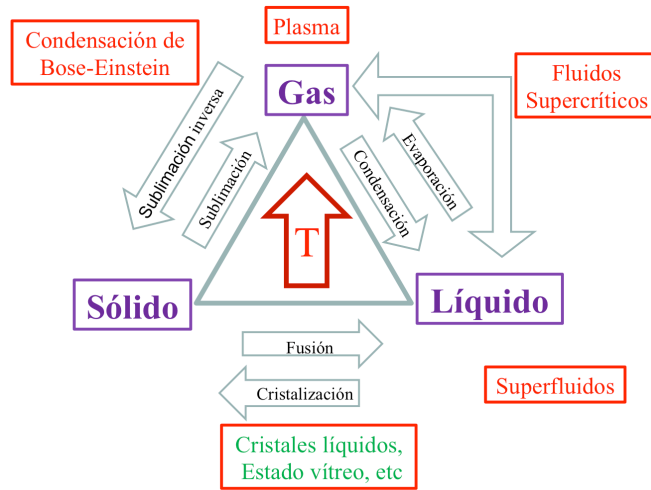 Plasma
Condensación de
Bose-Einstein
Gas
Fluidos
Supercríticos
Sublimación inversa
Sublimación
Condensación
Evaporación
T
Sólido
Líquido
Fusión
Cristalización
Superfluidos
Cristales líquidos,
Estado vítreo, etc